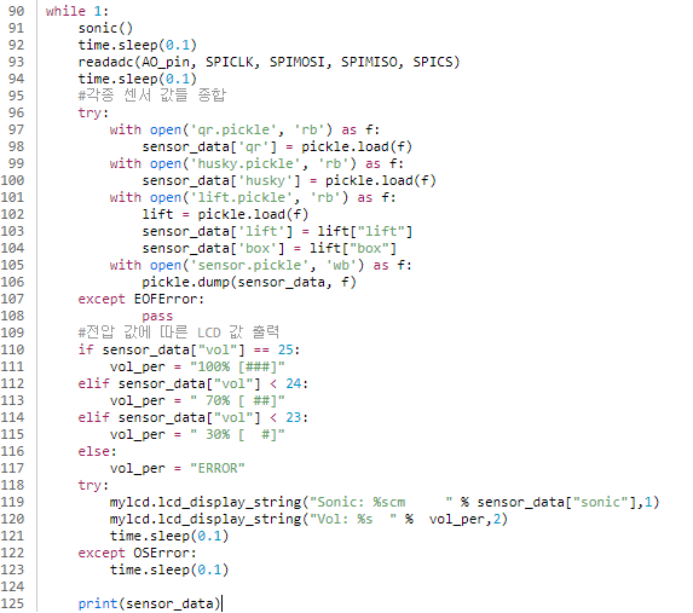 90 while 1:
91     sonic()
92     time.sleep(0.1)
93     readadc(AO_pin, SPICLK, SPIMOSI, SPIMISO, SPICS)
94     time.sleep(0.1)
95     #각종 센서 값들 종합
96     try:
97         with open('qr.pickle', 'rb') as f:
98             sensor_data['qr'] = pickle.load(f)
99         with open('husky.pickle', 'rb') as f:
100             sensor_data['husky'] = pickle.load(f)
101         with open('lift.pickle', 'rb') as f:
102             lift = pickle.load(f)
103             sensor_data['lift'] = lift["lift"]
104             sensor_data['box'] = lift["box"]
105         with open('sensor.pickle', 'wb') as f:
106             pickle.dump(sensor_data, f)
107     except EOFError:
108             pass
109     #전압 값에 따른 LCD 값 출력
110     if sensor_data["vol"] == 25:
111         vol_per = "100% [###]"
112     elif sensor_data["vol"] < 24:
113         vol_per = " 70% [ ##]"
114     elif sensor_data["vol"] < 23:
115         vol_per = " 30% [  #]"
116     else:
117         vol_per = "ERROR"
118     try:
119         mylcd.lcd_display_string("Sonic: %scm     " % sensor_data["sonic"],1)
120         mylcd.lcd_display_string("Vol: %s  " %  vol_per,2)
121         time.sleep(0.1)
122     except OSError:
123         time.sleep(0.1)
124
125     print(sensor_data)